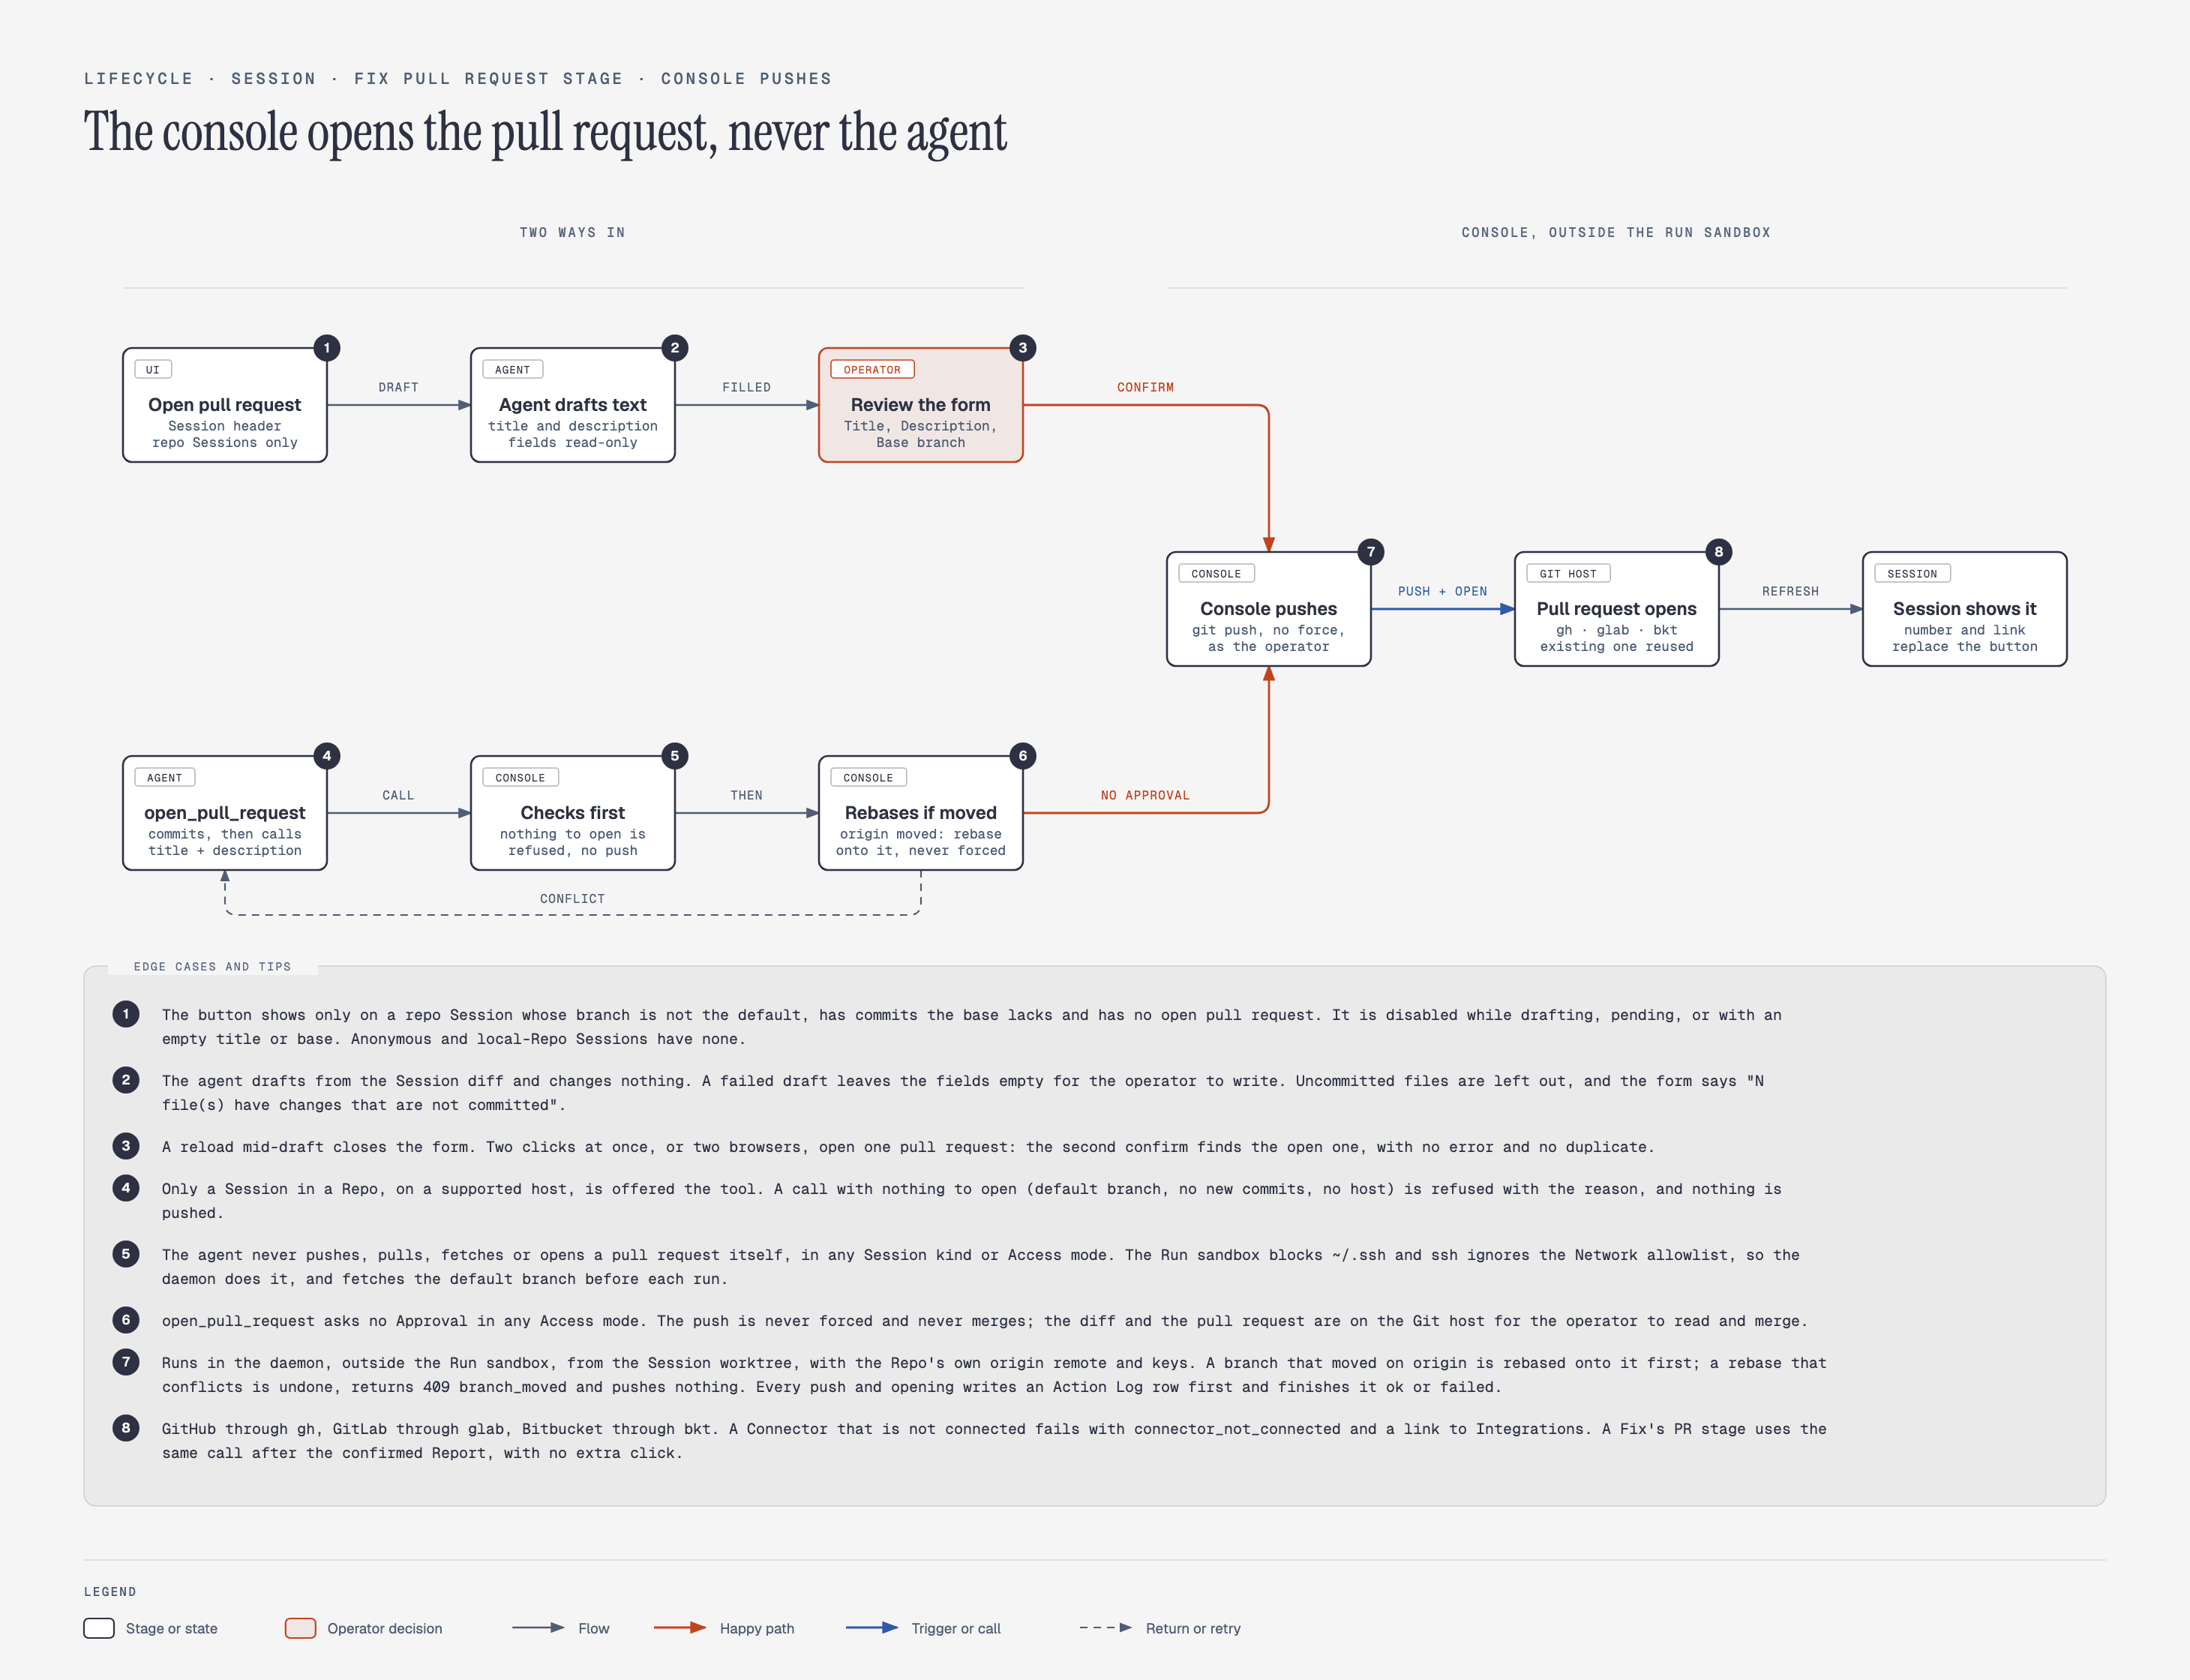 LIFECYCLE · SESSION · FIX PULL REQUEST STAGE · CONSOLE PUSHES
The console opens the pull request, never the agent
TWO WAYS IN
CONSOLE, OUTSIDE THE RUN SANDBOX
1
UI
Open pull request
Session header
repo Sessions only
DRAFT
2
AGENT
Agent drafts text
title and description
fields read-only
FILLED
3
OPERATOR
Review the form
Title, Description,
Base branch
CONFIRM
7
CONSOLE
Console pushes
git push, no force,
as the operator
PUSH + OPEN
8
GIT HOST
Pull request opens
gh · glab · bkt
existing one reused
REFRESH
SESSION
Session shows it
number and link
replace the button
4
AGENT
open_pull_request
commits, then calls
title + description
CALL
5
CONSOLE
Checks first
nothing to open is
refused, no push
THEN
6
CONSOLE
Rebases if moved
origin moved: rebase
onto it, never forced
NO APPROVAL
CONFLICT
EDGE CASES AND TIPS
1 The button shows only on a repo Session whose branch is not the default, has commits the base lacks and has no open pull request. It is disabled while drafting, pending, or with an
empty title or base. Anonymous and local-Repo Sessions have none.
2 The agent drafts from the Session diff and changes nothing. A failed draft leaves the fields empty for the operator to write. Uncommitted files are left out, and the form says "N
file(s) have changes that are not committed".
3 A reload mid-draft closes the form. Two clicks at once, or two browsers, open one pull request: the second confirm finds the open one, with no error and no duplicate.
4 Only a Session in a Repo, on a supported host, is offered the tool. A call with nothing to open (default branch, no new commits, no host) is refused with the reason, and nothing is
pushed.
5 The agent never pushes, pulls, fetches or opens a pull request itself, in any Session kind or Access mode. The Run sandbox blocks ~/.ssh and ssh ignores the Network allowlist, so the
daemon does it, and fetches the default branch before each run.
6 open_pull_request asks no Approval in any Access mode. The push is never forced and never merges; the diff and the pull request are on the Git host for the operator to read and merge.
7 Runs in the daemon, outside the Run sandbox, from the Session worktree, with the Repo's own origin remote and keys. A branch that moved on origin is rebased onto it first; a rebase that
conflicts is undone, returns 409 branch_moved and pushes nothing. Every push and opening writes an Action Log row first and finishes it ok or failed.
8 GitHub through gh, GitLab through glab, Bitbucket through bkt. A Connector that is not connected fails with connector_not_connected and a link to Integrations. A Fix's PR stage uses the
same call after the confirmed Report, with no extra click.
LEGEND
Stage or state
Operator decision
Flow
Happy path
Trigger or call
Return or retry